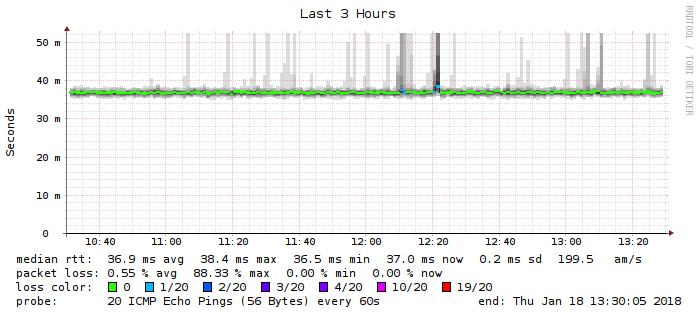 Last 3 Hours
RRDTOOL / TOBI OETIKER
Seconds
50 m
40 m
30 m
20 m
10 m
0
10:40 11:00 11:20 11:40 12:00 12:20 12:40 13:00 13:20
median rtt: 36.9 ms avg 38.4 ms max 36.5 ms min 37.0 ms now 0.2 ms sd 199.5 am/s
packet loss: 0.55 % avg 88.33 % max 0.00 % min 0.00 % now
loss color: 0 1/20 2/20 3/20 4/20 10/20 19/20
probe: 20 ICMP Echo Pings (56 Bytes) every 60s end: Thu Jan 18 13:30:05 2018